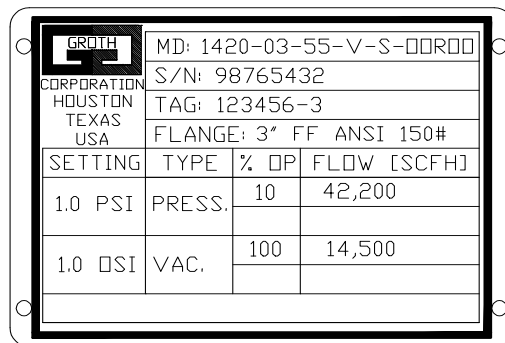 GROTH
CORPORATION
HOUSTON
TEXAS
USA
MD: 1420-03-55-V-S-OOROO
S/N: 98765432
TAG: 123456-3
FLANGE: 3" FF ANSI 150#
SETTING TYPE % OP FLOW [SCFH]
1.0 PSI PRESS. 10 42,200
1.0 OSI VAC. 100 14,500